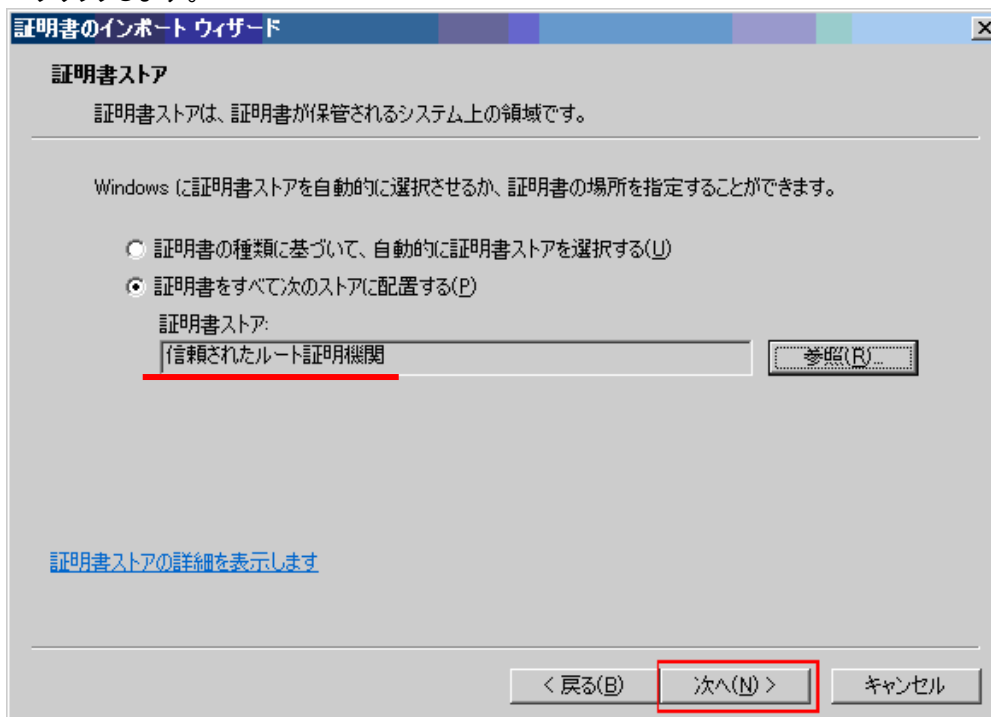 クリックします。
証明書のインポート ウィザード
証明書ストア
証明書ストアは、証明書が保管されるシステム上の領域です。
Windows に証明書ストアを自動的に選択させるか、証明書の場所を指定することができます。
証明書の種類に基づいて、自動的に証明書ストアを選択する(U)
証明書をすべて次のストアに配置する(P)
証明書ストア:
信頼されたルート証明機関
参照(R)...
証明書ストアの詳細を表示します
< 戻る(B)
次へ(N) >
キャンセル